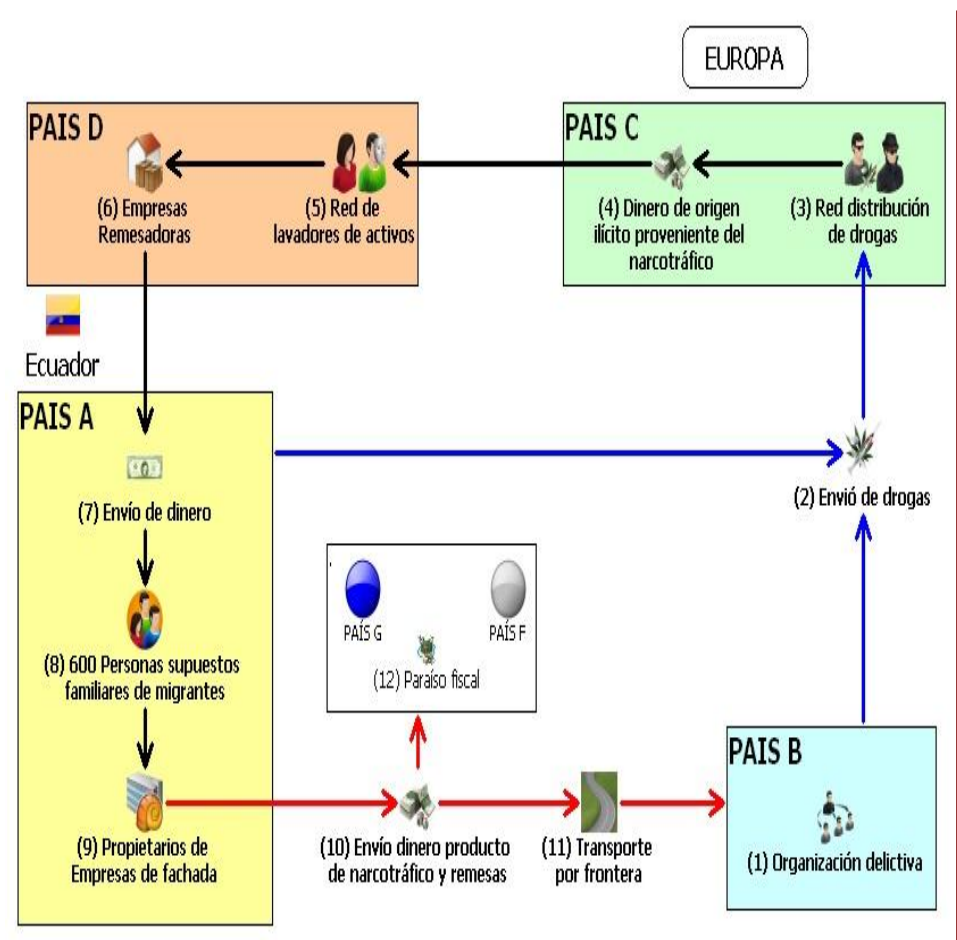 EUROPA
PAIS D
(6) Empresas
Remesadoras
(5) Red de
lavadores de activos
PAIS C
(4) Dinero de origen
ilícito proveniente del
narcotráfico
(3) Red distribución
de drogas
Ecuador
PAIS A
(7) Envío de dinero
(8) 600 Personas supuestos
familiares de migrantes
(9) Propietarios de
Empresas de fachada
(2) Envió de drogas
PAÍS G
PAÍS F
(12) Paraíso fiscal
(10) Envío dinero producto
de narcotráfico y remesas
(11) Transporte
por frontera
PAIS B
(1) Organización delictiva